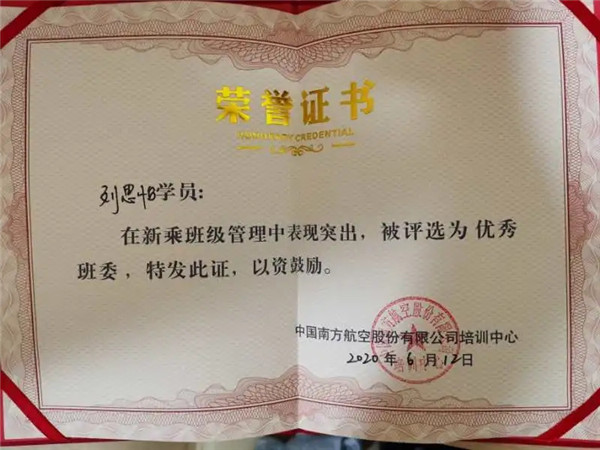 荣誉证书
HONORARY CREDENTIAL
学员：
在新乘班级管理中表现突出，被评选为 优秀
班委，特发此证，以资鼓励。
中国南方航空股份有限公司培训中心
2020年6月12日